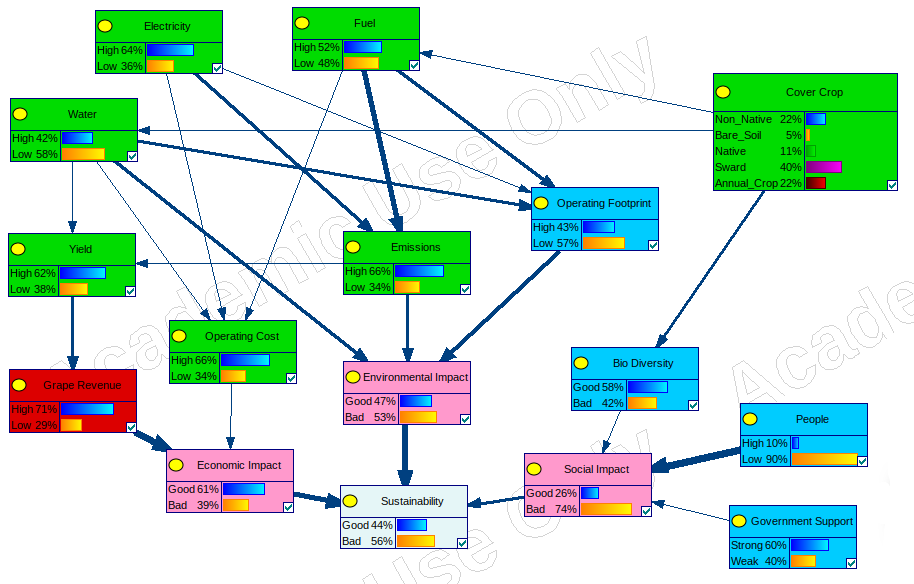 Electricity
High 64%
Low 36%
Fuel
High 52%
Low 48%
Water
High 42%
Low 58%
Cover Crop
Non_Native 22%
Bare_Soil 5%
Native 11%
Sward 40%
Annual_Crop 22%
Operating Footprint
High 43%
Low 57%
Yield
High 62%
Low 38%
Emissions
High 66%
Low 34%
Operating Cost
High 66%
Low 34%
Grape Revenue
High 71%
Low 29%
Environmental Impact
Good 47%
Bad 53%
Bio Diversity
Good 58%
Bad 42%
People
High 10%
Low 90%
Economic Impact
Good 61%
Bad 39%
Social Impact
Good 26%
Bad 74%
Sustainability
Good 44%
Bad 56%
Government Support
Strong 60%
Weak 40%
Academic Use Only
Acade
Use Only